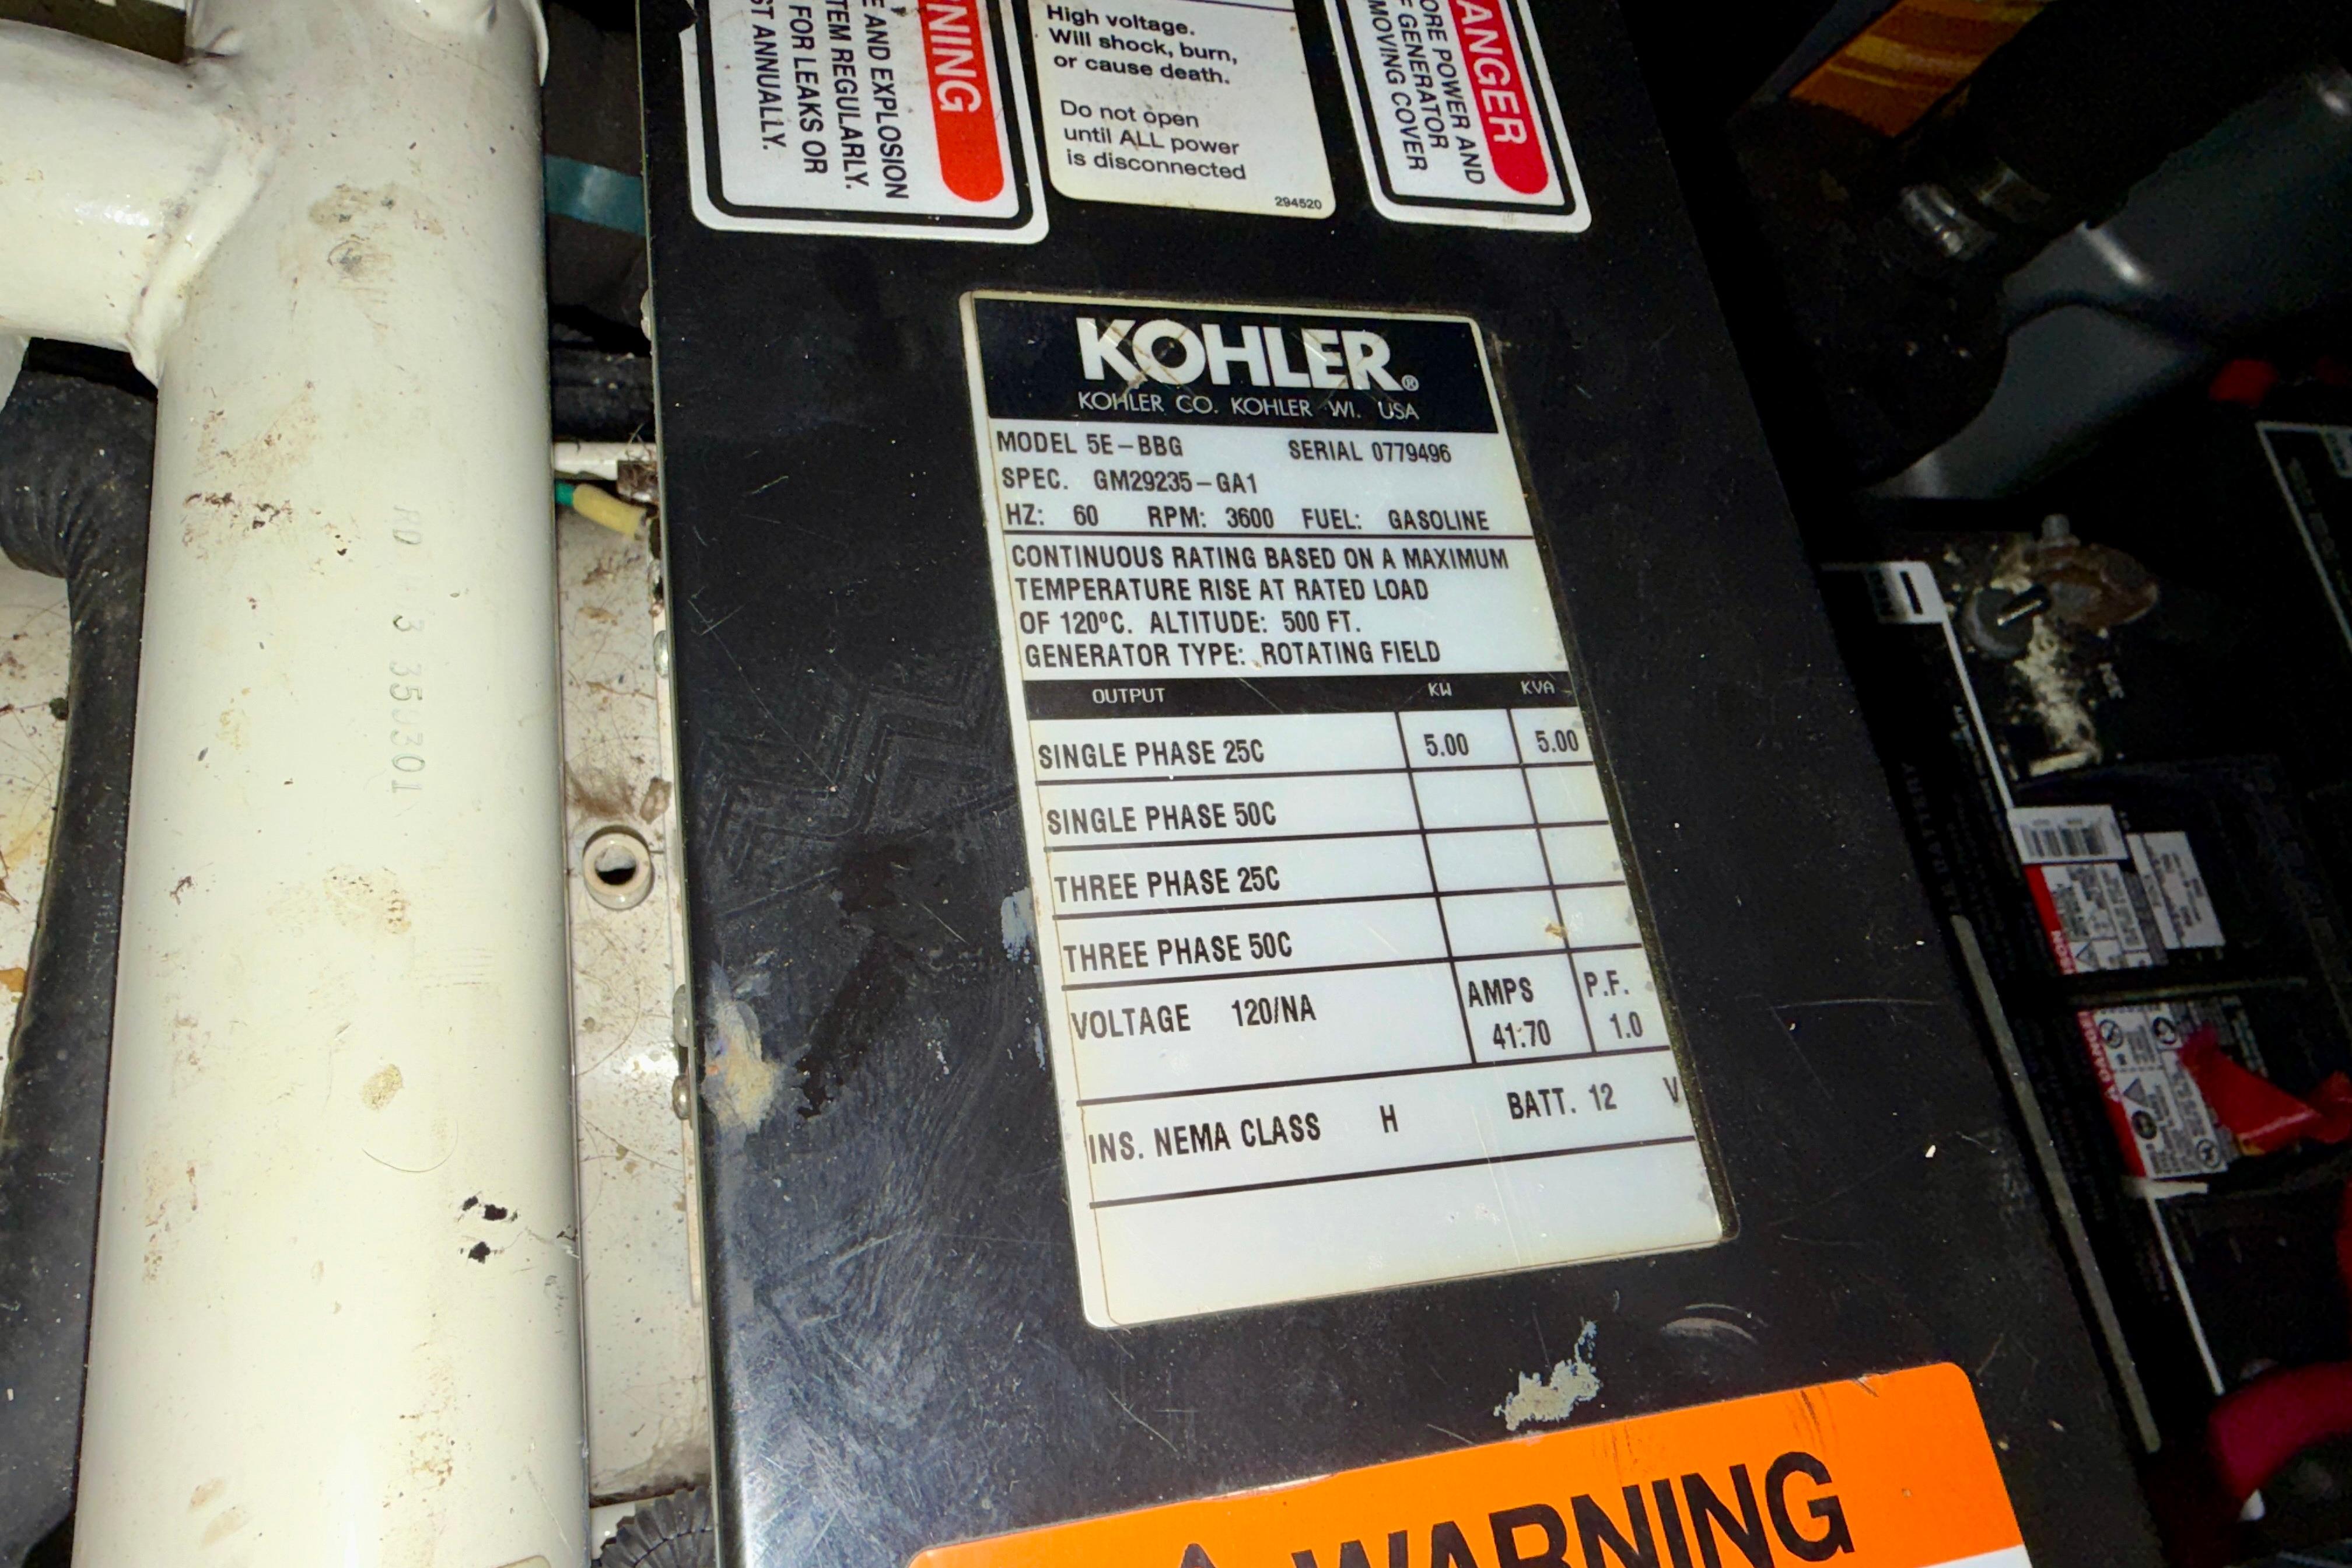 NING
E AND EXPLOSION
TEM REGULARLY.
FOR LEAKS OR
ST ANNUALLY.
High voltage.
Will shock, burn,
or cause death.
Do not open
until ALL power
is disconnected
294520
ANGER
ORE POWER AND
F GENERATOR
MOVING COVER
KOHLER®
KOHLER CO. KOHLER WI. USA
MODEL 5E-BBG SERIAL 0779496
SPEC. GM29235-GA1
HZ: 60 RPM: 3600 FUEL: GASOLINE
CONTINUOUS RATING BASED ON A MAXIMUM
TEMPERATURE RISE AT RATED LOAD
OF 120ºC. ALTITUDE: 500 FT.
GENERATOR TYPE: ROTATING FIELD
OUTPUT KW KVA
SINGLE PHASE 25C 5.00 5.00
SINGLE PHASE 50C
THREE PHASE 25C
THREE PHASE 50C
VOLTAGE 120/NA AMPS 41.70 P.F. 1.0
INS. NEMA CLASS H BATT. 12 V
WARNING